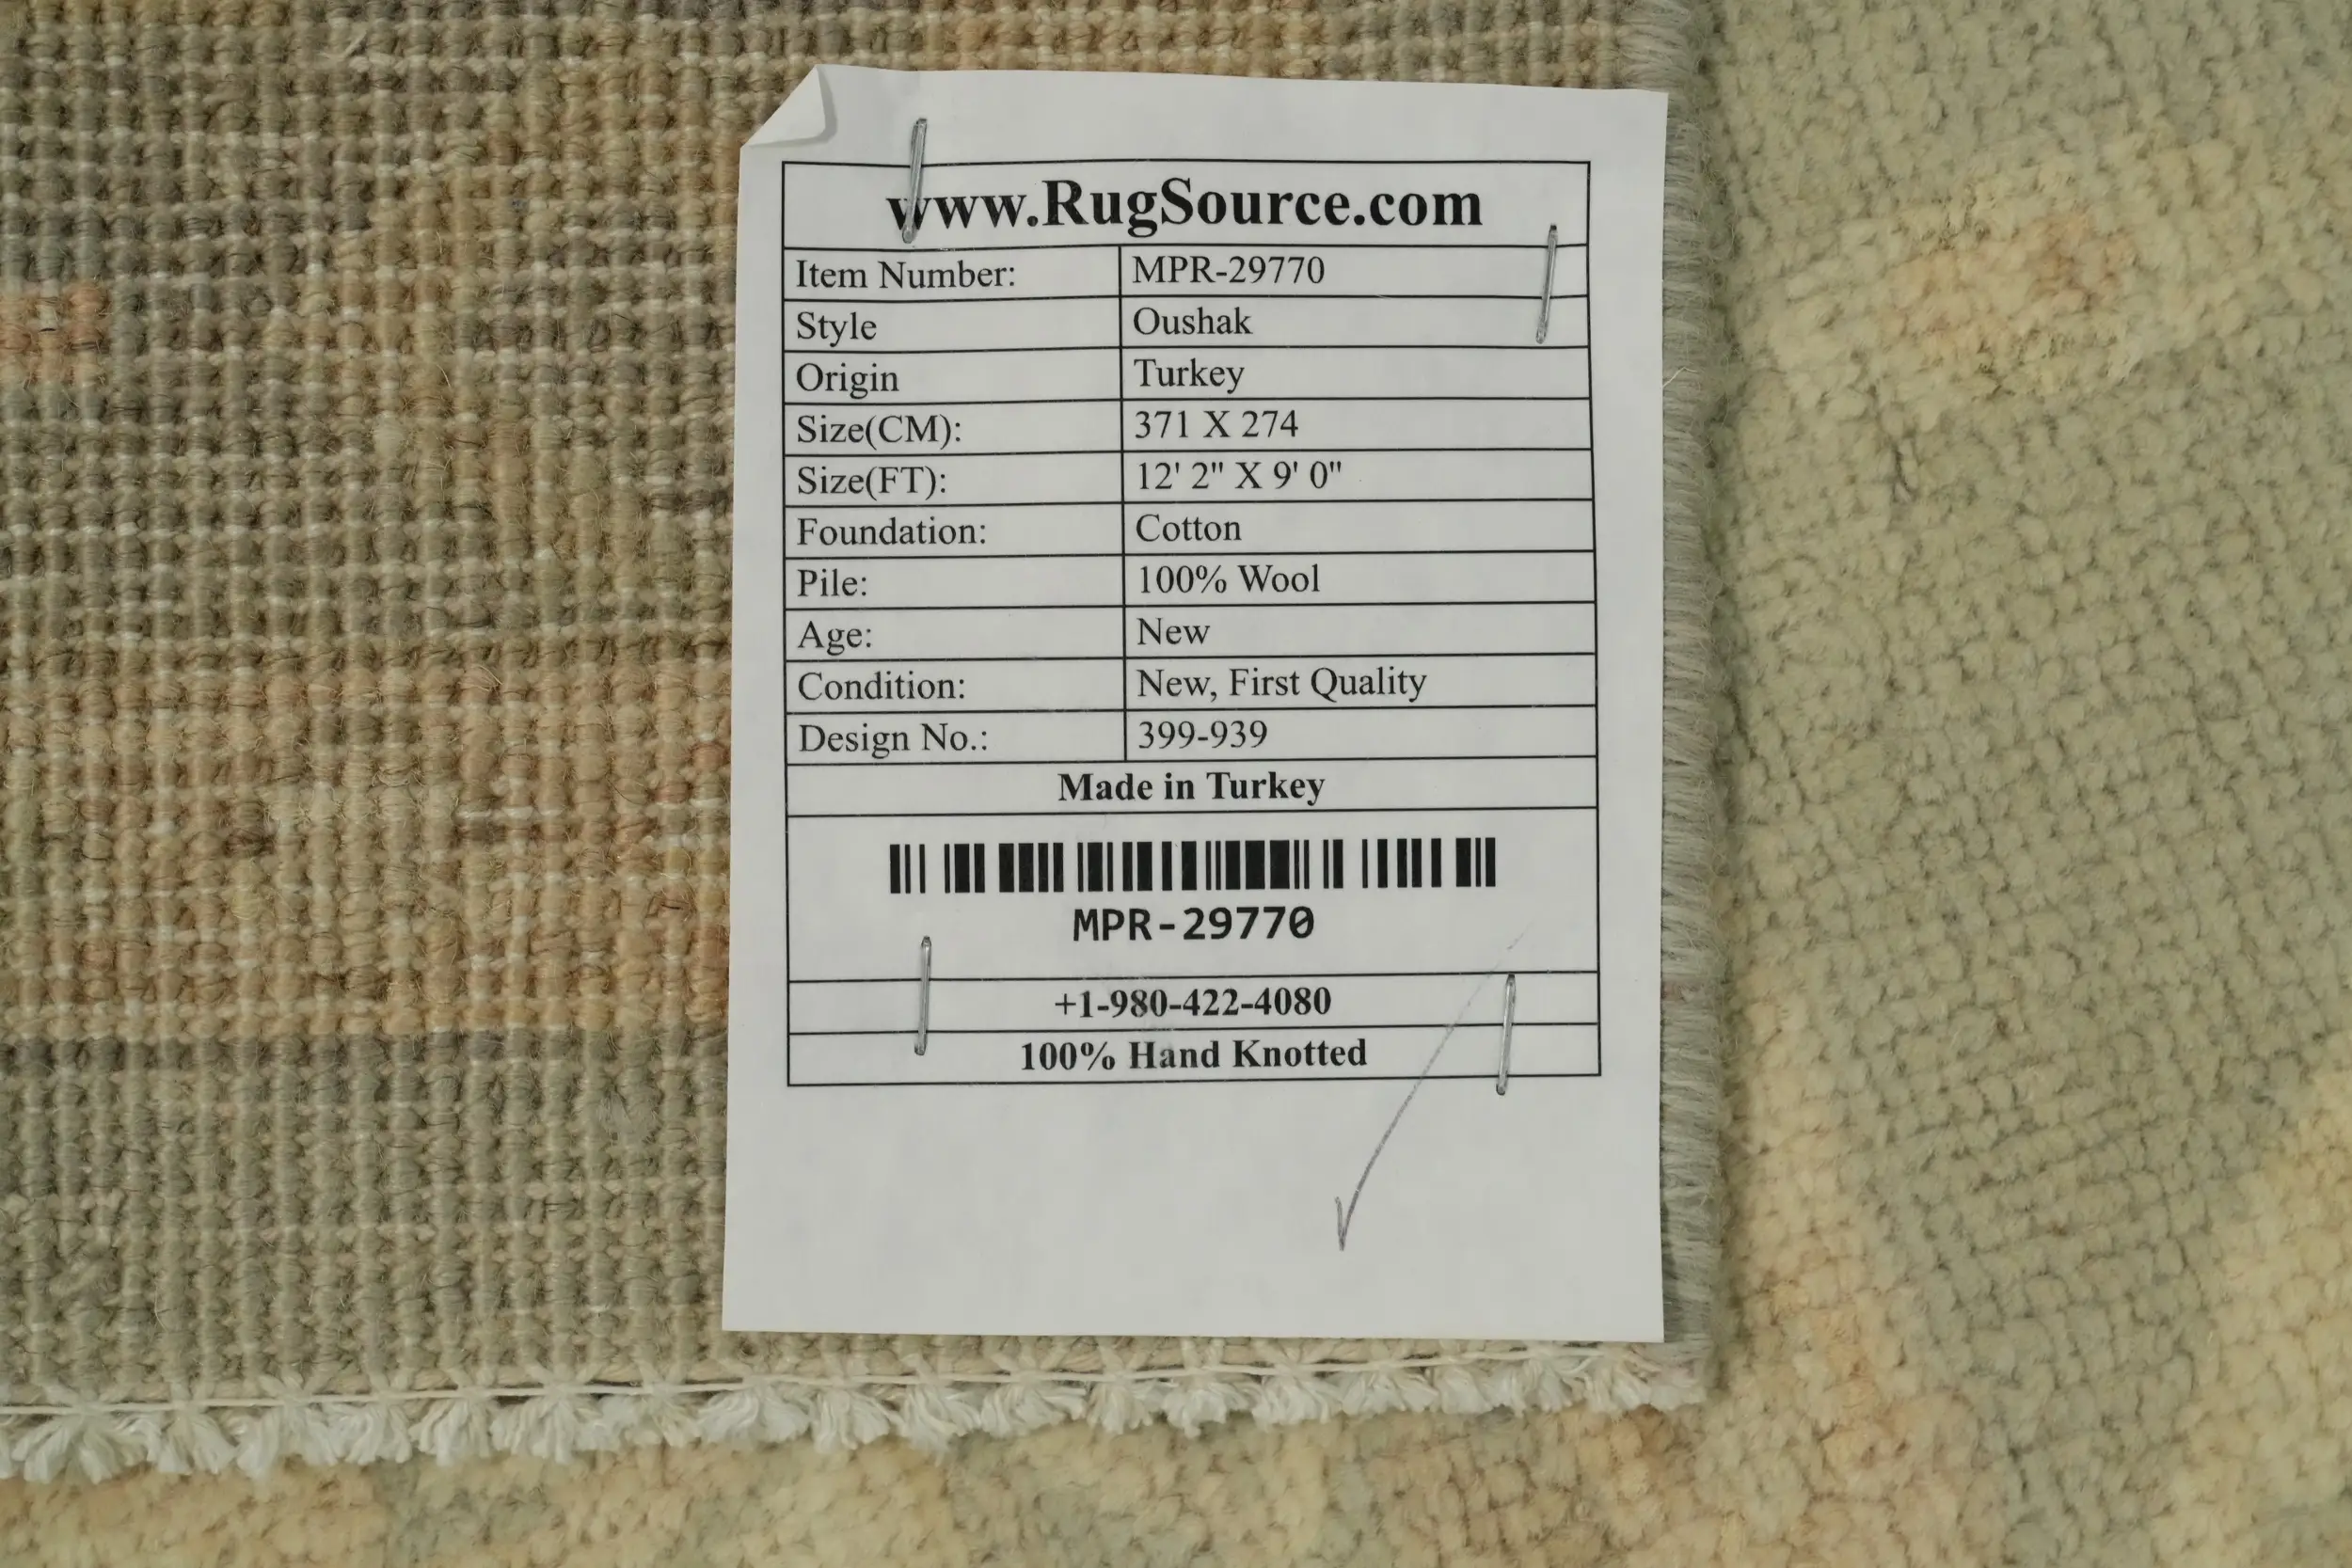 www.RugSource.com
Item Number: MPR-29770
Style Oushak
Origin Turkey
Size(CM): 371 X 274
Size(FT): 12' 2" X 9' 0"
Foundation: Cotton
Pile: 100% Wool
Age: New
Condition: New, First Quality
Design No.: 399-939
Made in Turkey
MPR-29770
+1-980-422-4080
100% Hand Knotted